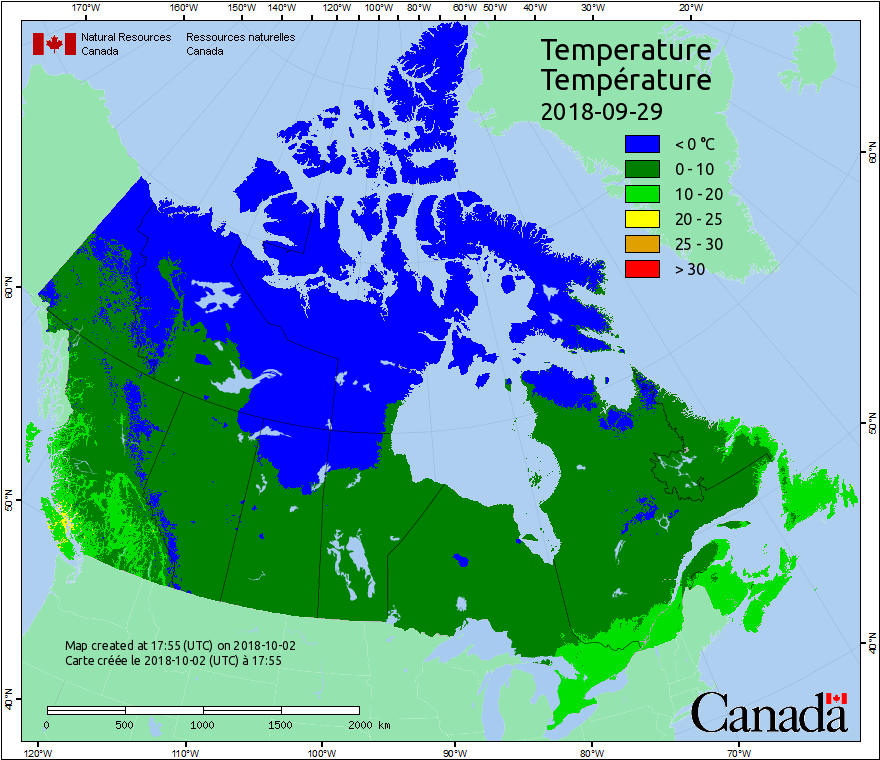 170°W 160°W 150°W 140°W 130°W 120°W 110°W 100°W 90°W 80°W 60°W 50°W 40°W 30°W 20°W
Natural Resources Ressources naturelles
Canada Canada
Temperature
Température
2018-09-29
< 0 °C
0 - 10
10 - 20
20 - 25
25 - 30
> 30
60°N
50°N
40°N
60°N
50°N
40°N
Map created at 17:55 (UTC) on 2018-10-02
Carte créée le 2018-10-02 (UTC) à 17:55
0 500 1000 1500 2000 km
Canada
120°W 110°W 100°W 90°W 80°W 70°W